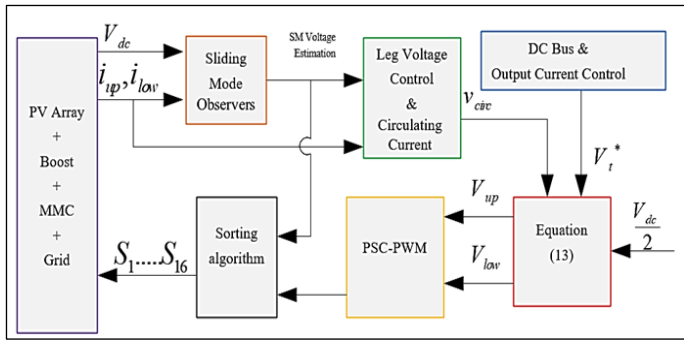 PV Array
+
Boost
+
MMC
+
Grid
V_dc
i_up, i_low
Sliding
Mode
Observers
SM Voltage
Estimation
Leg Voltage
Control
&
Circulating
Current
v_circ
DC Bus &
Output Current Control
V_t*
Equation
(13)
V_dc
2
V_up
V_low
PSC-PWM
Sorting
algorithm
S_1.....S_16